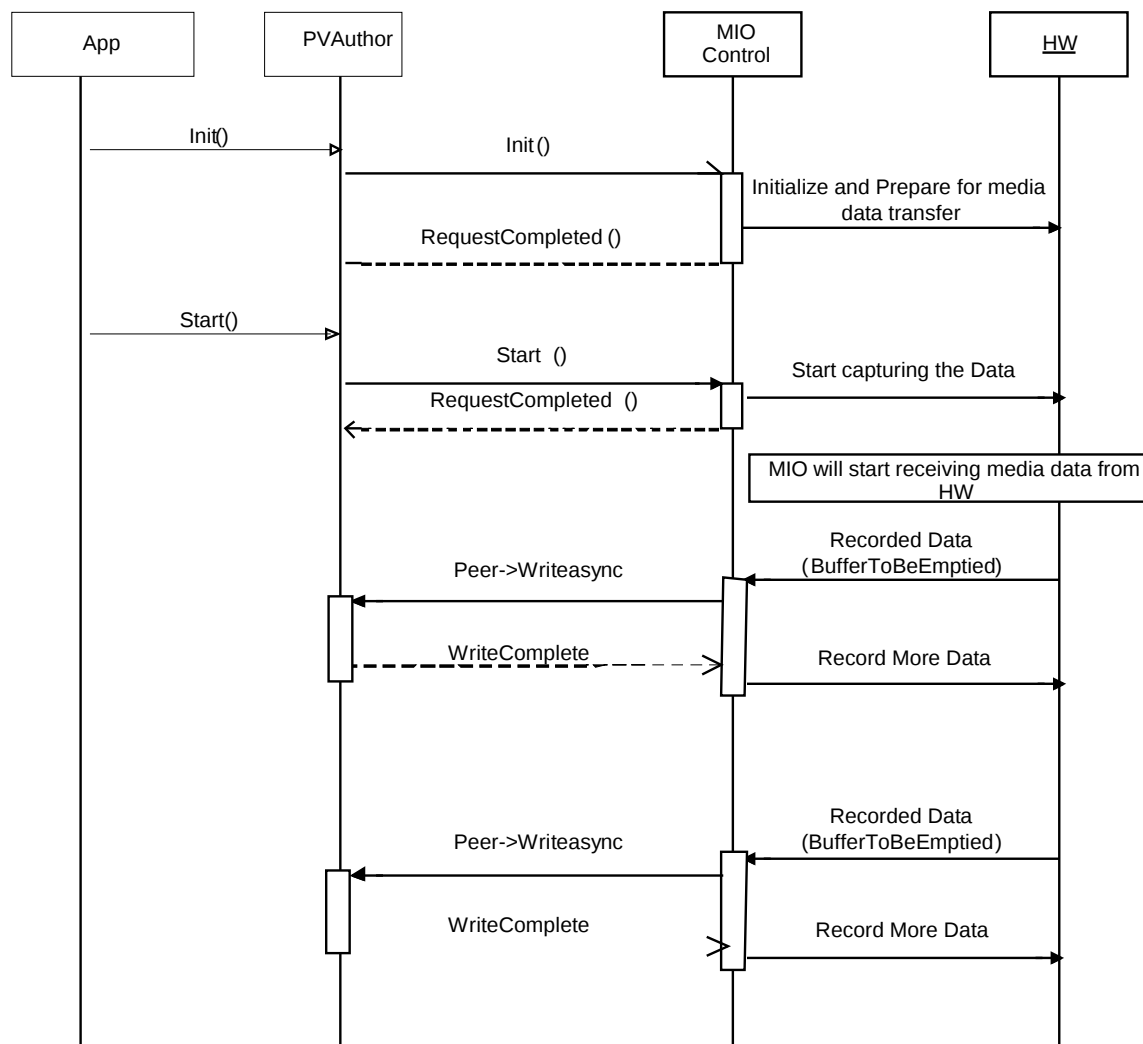 App
PVAuthor
MIO
Control
HW
Init()
Init()
Initialize and Prepare for media
data transfer
RequestCompleted ()
Start()
Start ()
Start capturing the Data
RequestCompleted ()
MIO will start receiving media data from
HW
Recorded Data
(BufferToBeEmptied)
Peer->Writeasync
WriteComplete
Record More Data
Recorded Data
(BufferToBeEmptied)
Peer->Writeasync
WriteComplete
Record More Data